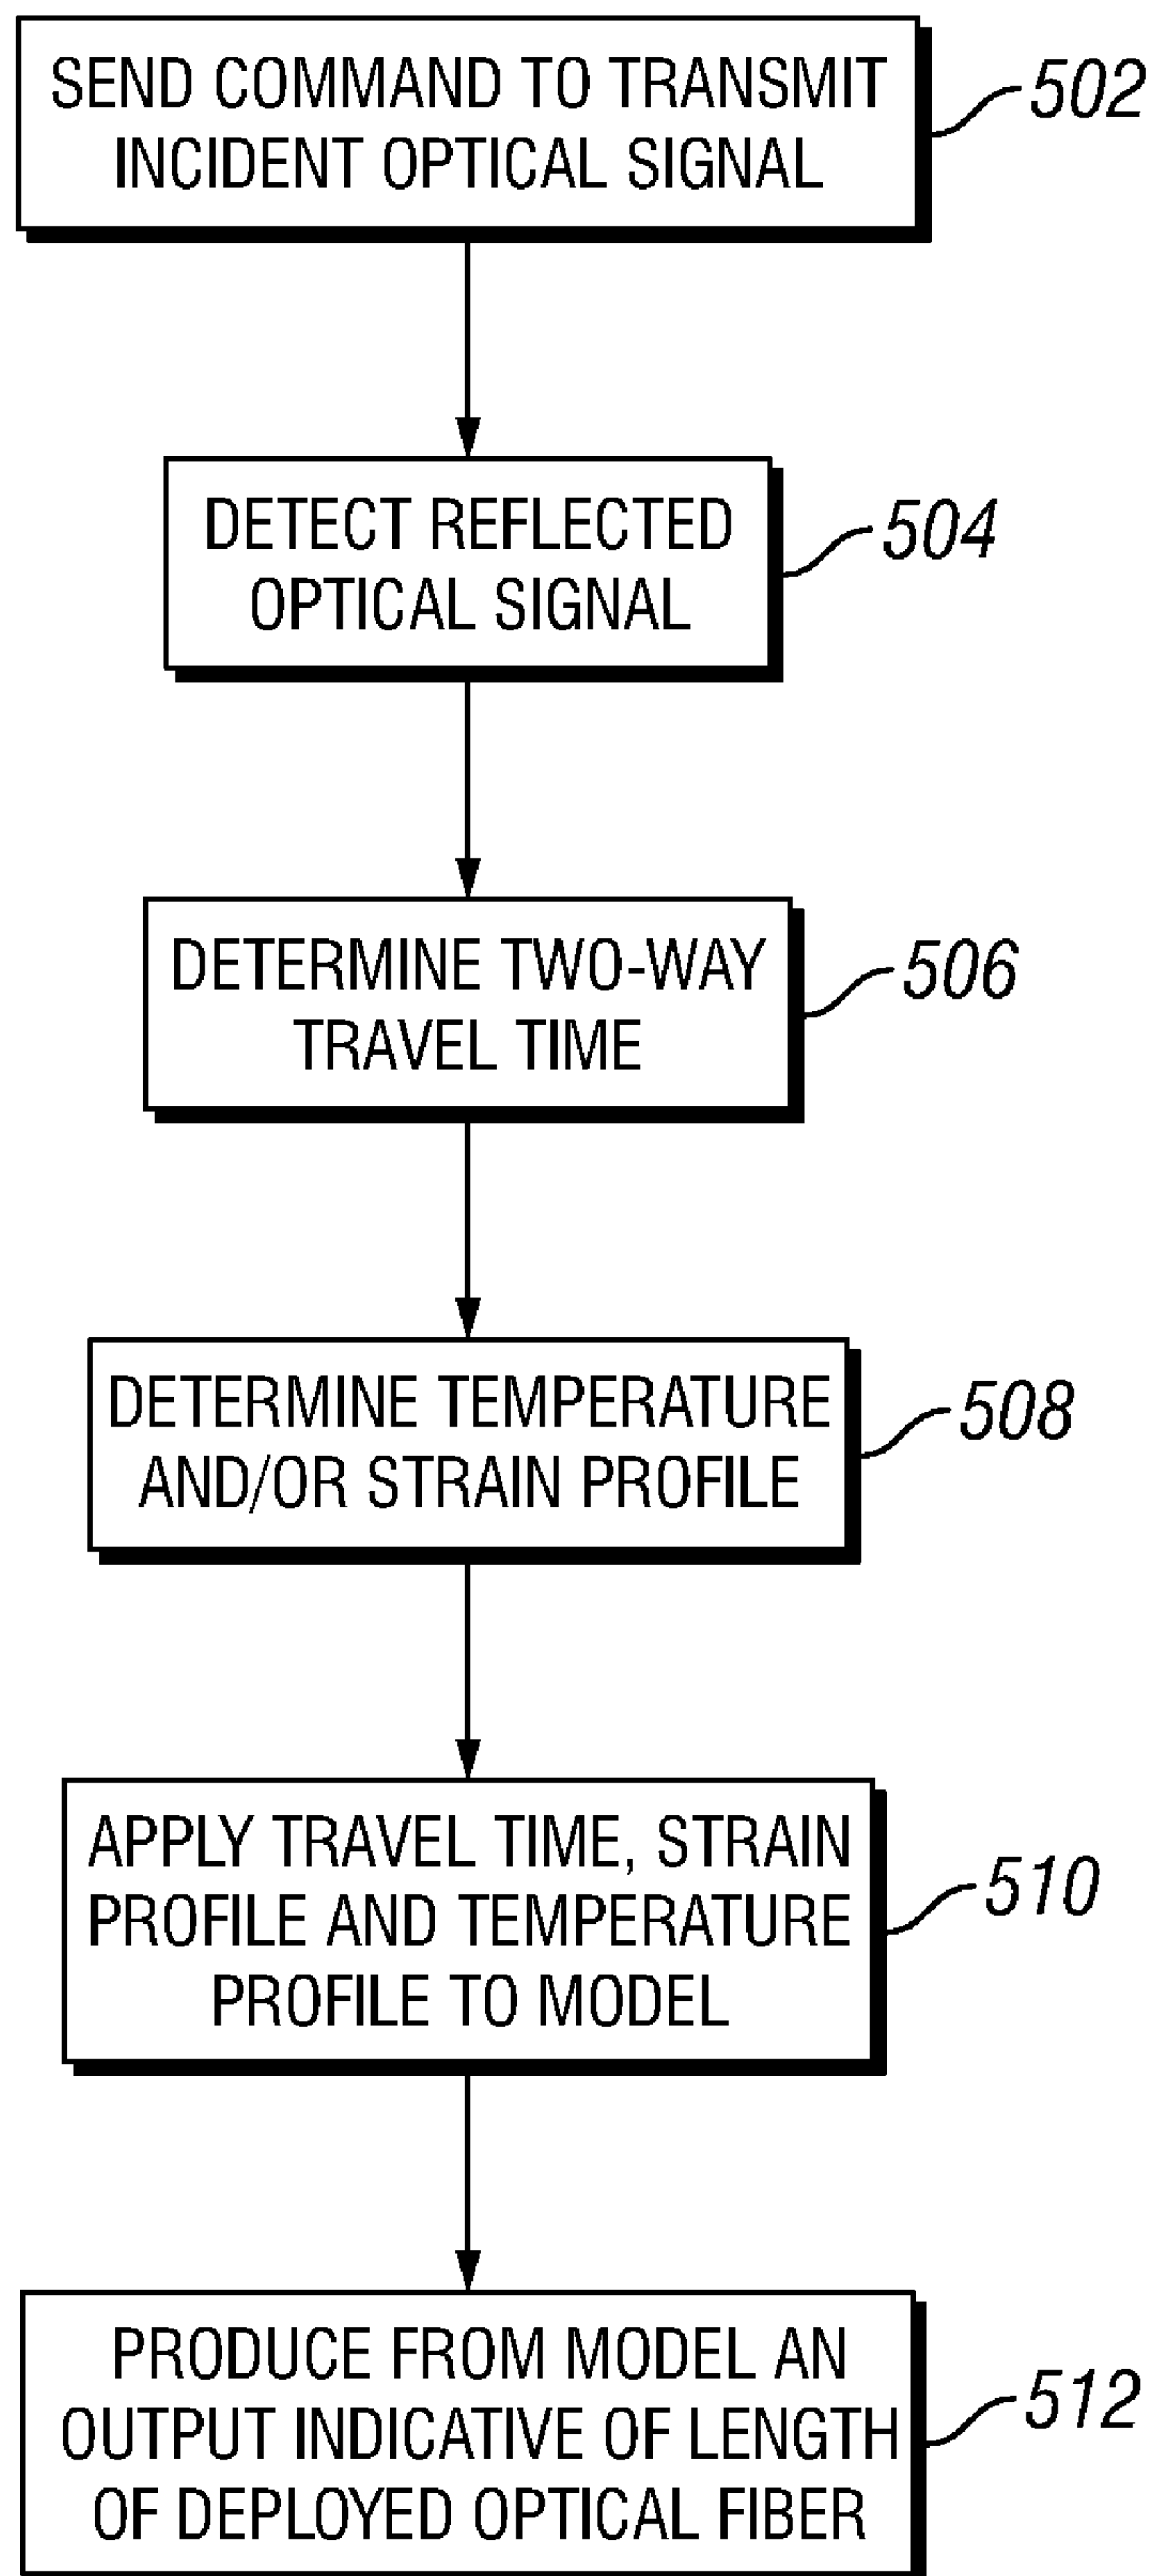 SEND COMMAND TO TRANSMIT
INCIDENT OPTICAL SIGNAL
502
DETECT REFLECTED
OPTICAL SIGNAL
504
DETERMINE TWO-WAY
TRAVEL TIME
506
DETERMINE TEMPERATURE
AND/OR STRAIN PROFILE
508
APPLY TRAVEL TIME, STRAIN
PROFILE AND TEMPERATURE
PROFILE TO MODEL
510
PRODUCE FROM MODEL AN
OUTPUT INDICATIVE OF LENGTH
OF DEPLOYED OPTICAL FIBER
512